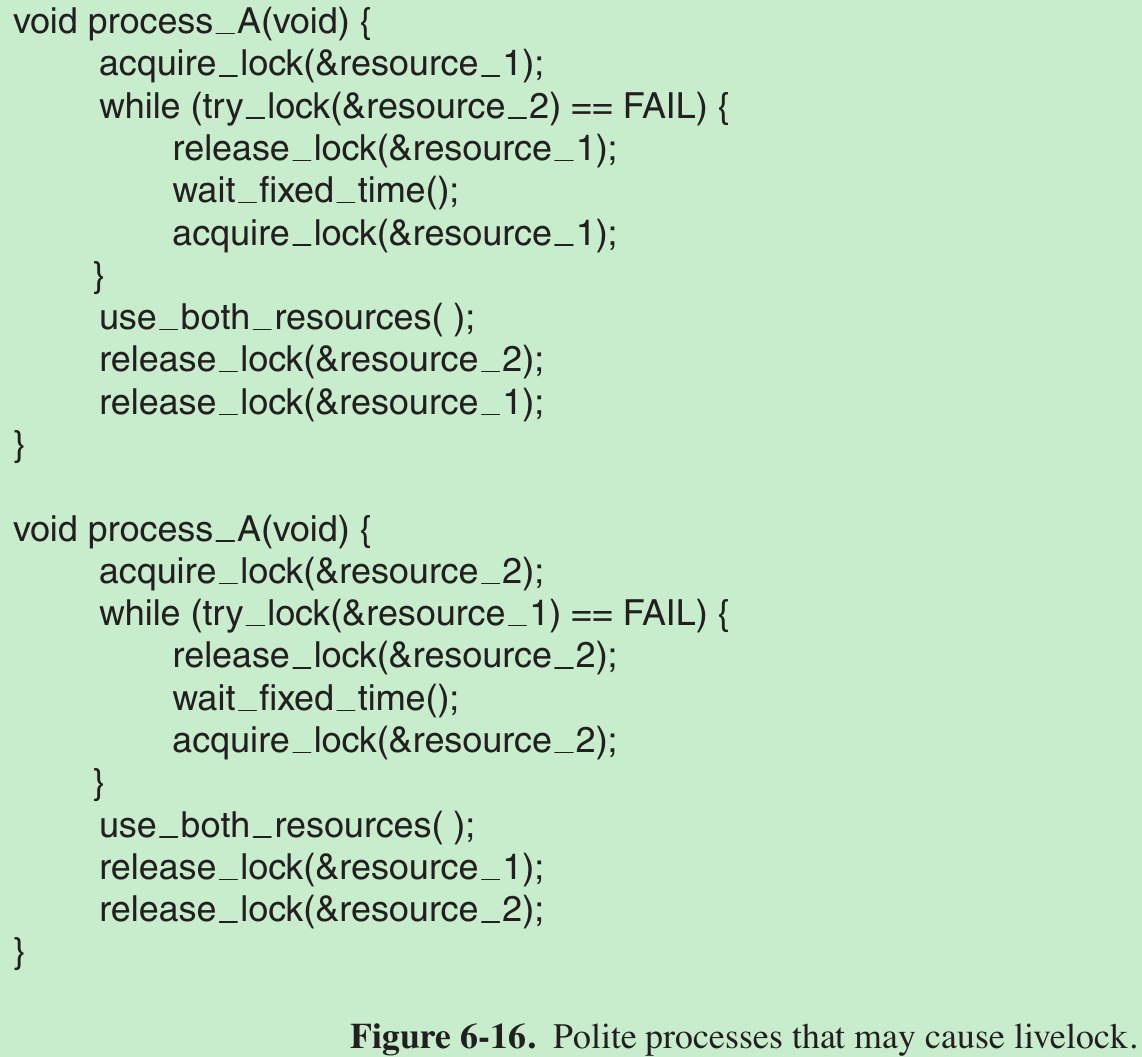 void process_A(void) {
acquire_lock(&resource_1);
while (try_lock(&resource_2) == FAIL) {
release_lock(&resource_1);
wait_fixed_time();
acquire_lock(&resource_1);
}
use_both_resources( );
release_lock(&resource_2);
release_lock(&resource_1);
}
void process_A(void) {
acquire_lock(&resource_2);
while (try_lock(&resource_1) == FAIL) {
release_lock(&resource_2);
wait_fixed_time();
acquire_lock(&resource_2);
}
use_both_resources( );
release_lock(&resource_1);
release_lock(&resource_2);
}
Figure 6-16. Polite processes that may cause livelock.